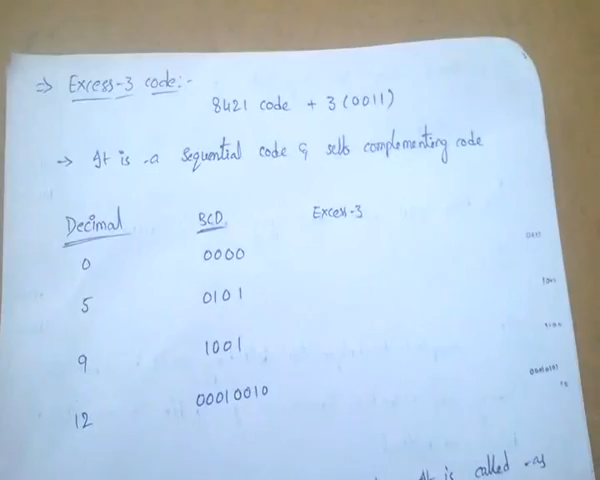 ⇒ Excess-3 code:-
8421 code + 3(0011)
→ It is a sequential code & self complementing code
Decimal BCD Excess-3
0 0000
5 0101
9 1001
12 00010010
It is called as